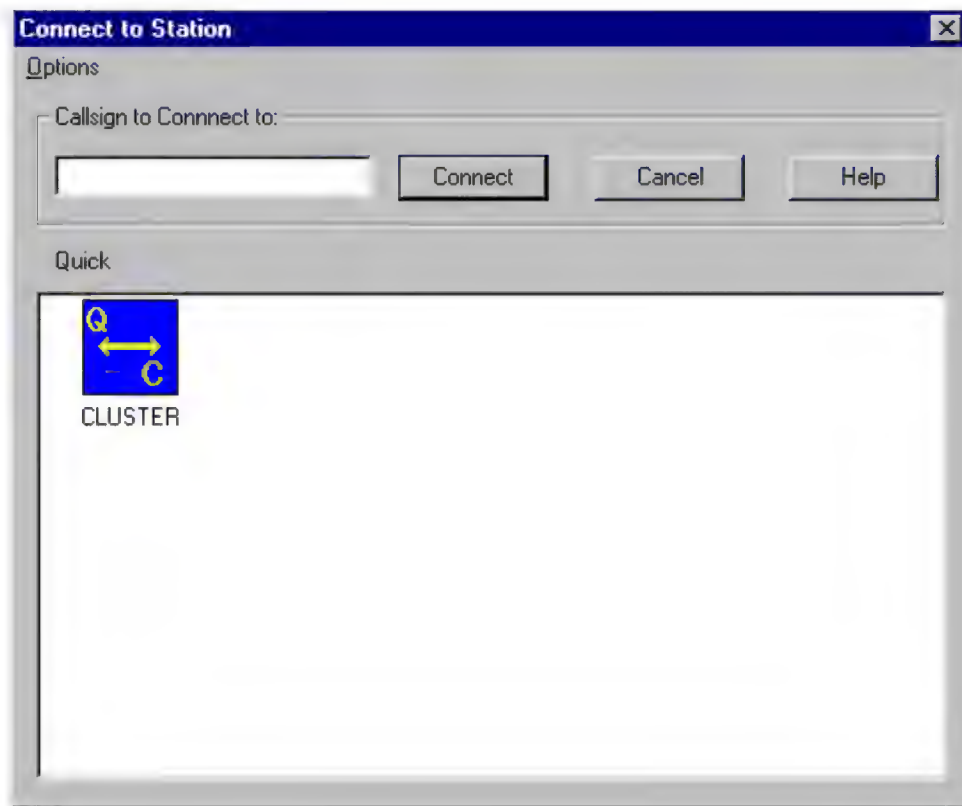 Connect to Station
Options
Callsign to Connnect to:
Connect Cancel Help
Quick
Q
C
CLUSTER